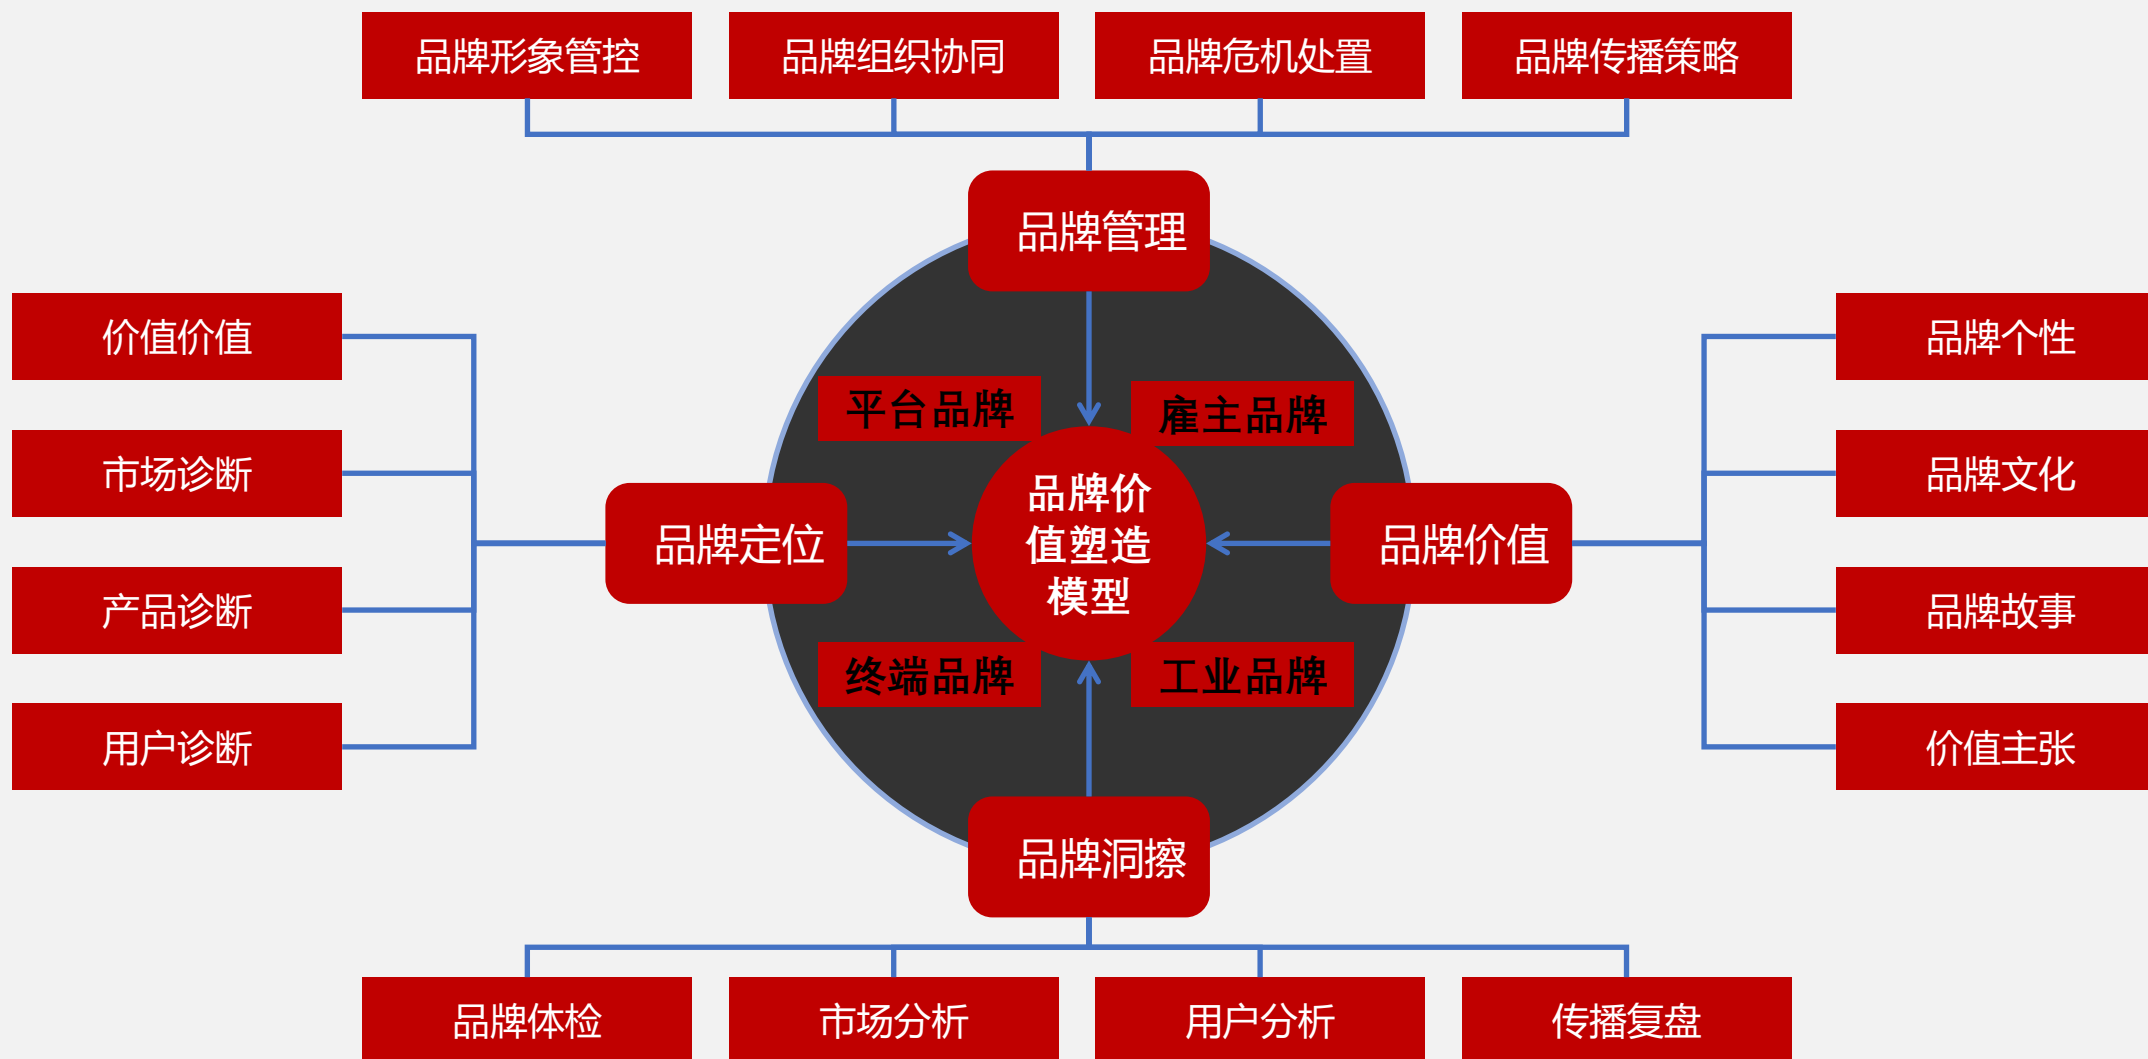 品牌形象管控
品牌组织协同
品牌危机处置
品牌传播策略
品牌管理
价值价值
市场诊断
产品诊断
用户诊断
品牌定位
平台品牌
雇主品牌
品牌价
值塑造
模型
终端品牌
工业品牌
品牌价值
品牌个性
品牌文化
品牌故事
价值主张
品牌洞擦
品牌体检
市场分析
用户分析
传播复盘